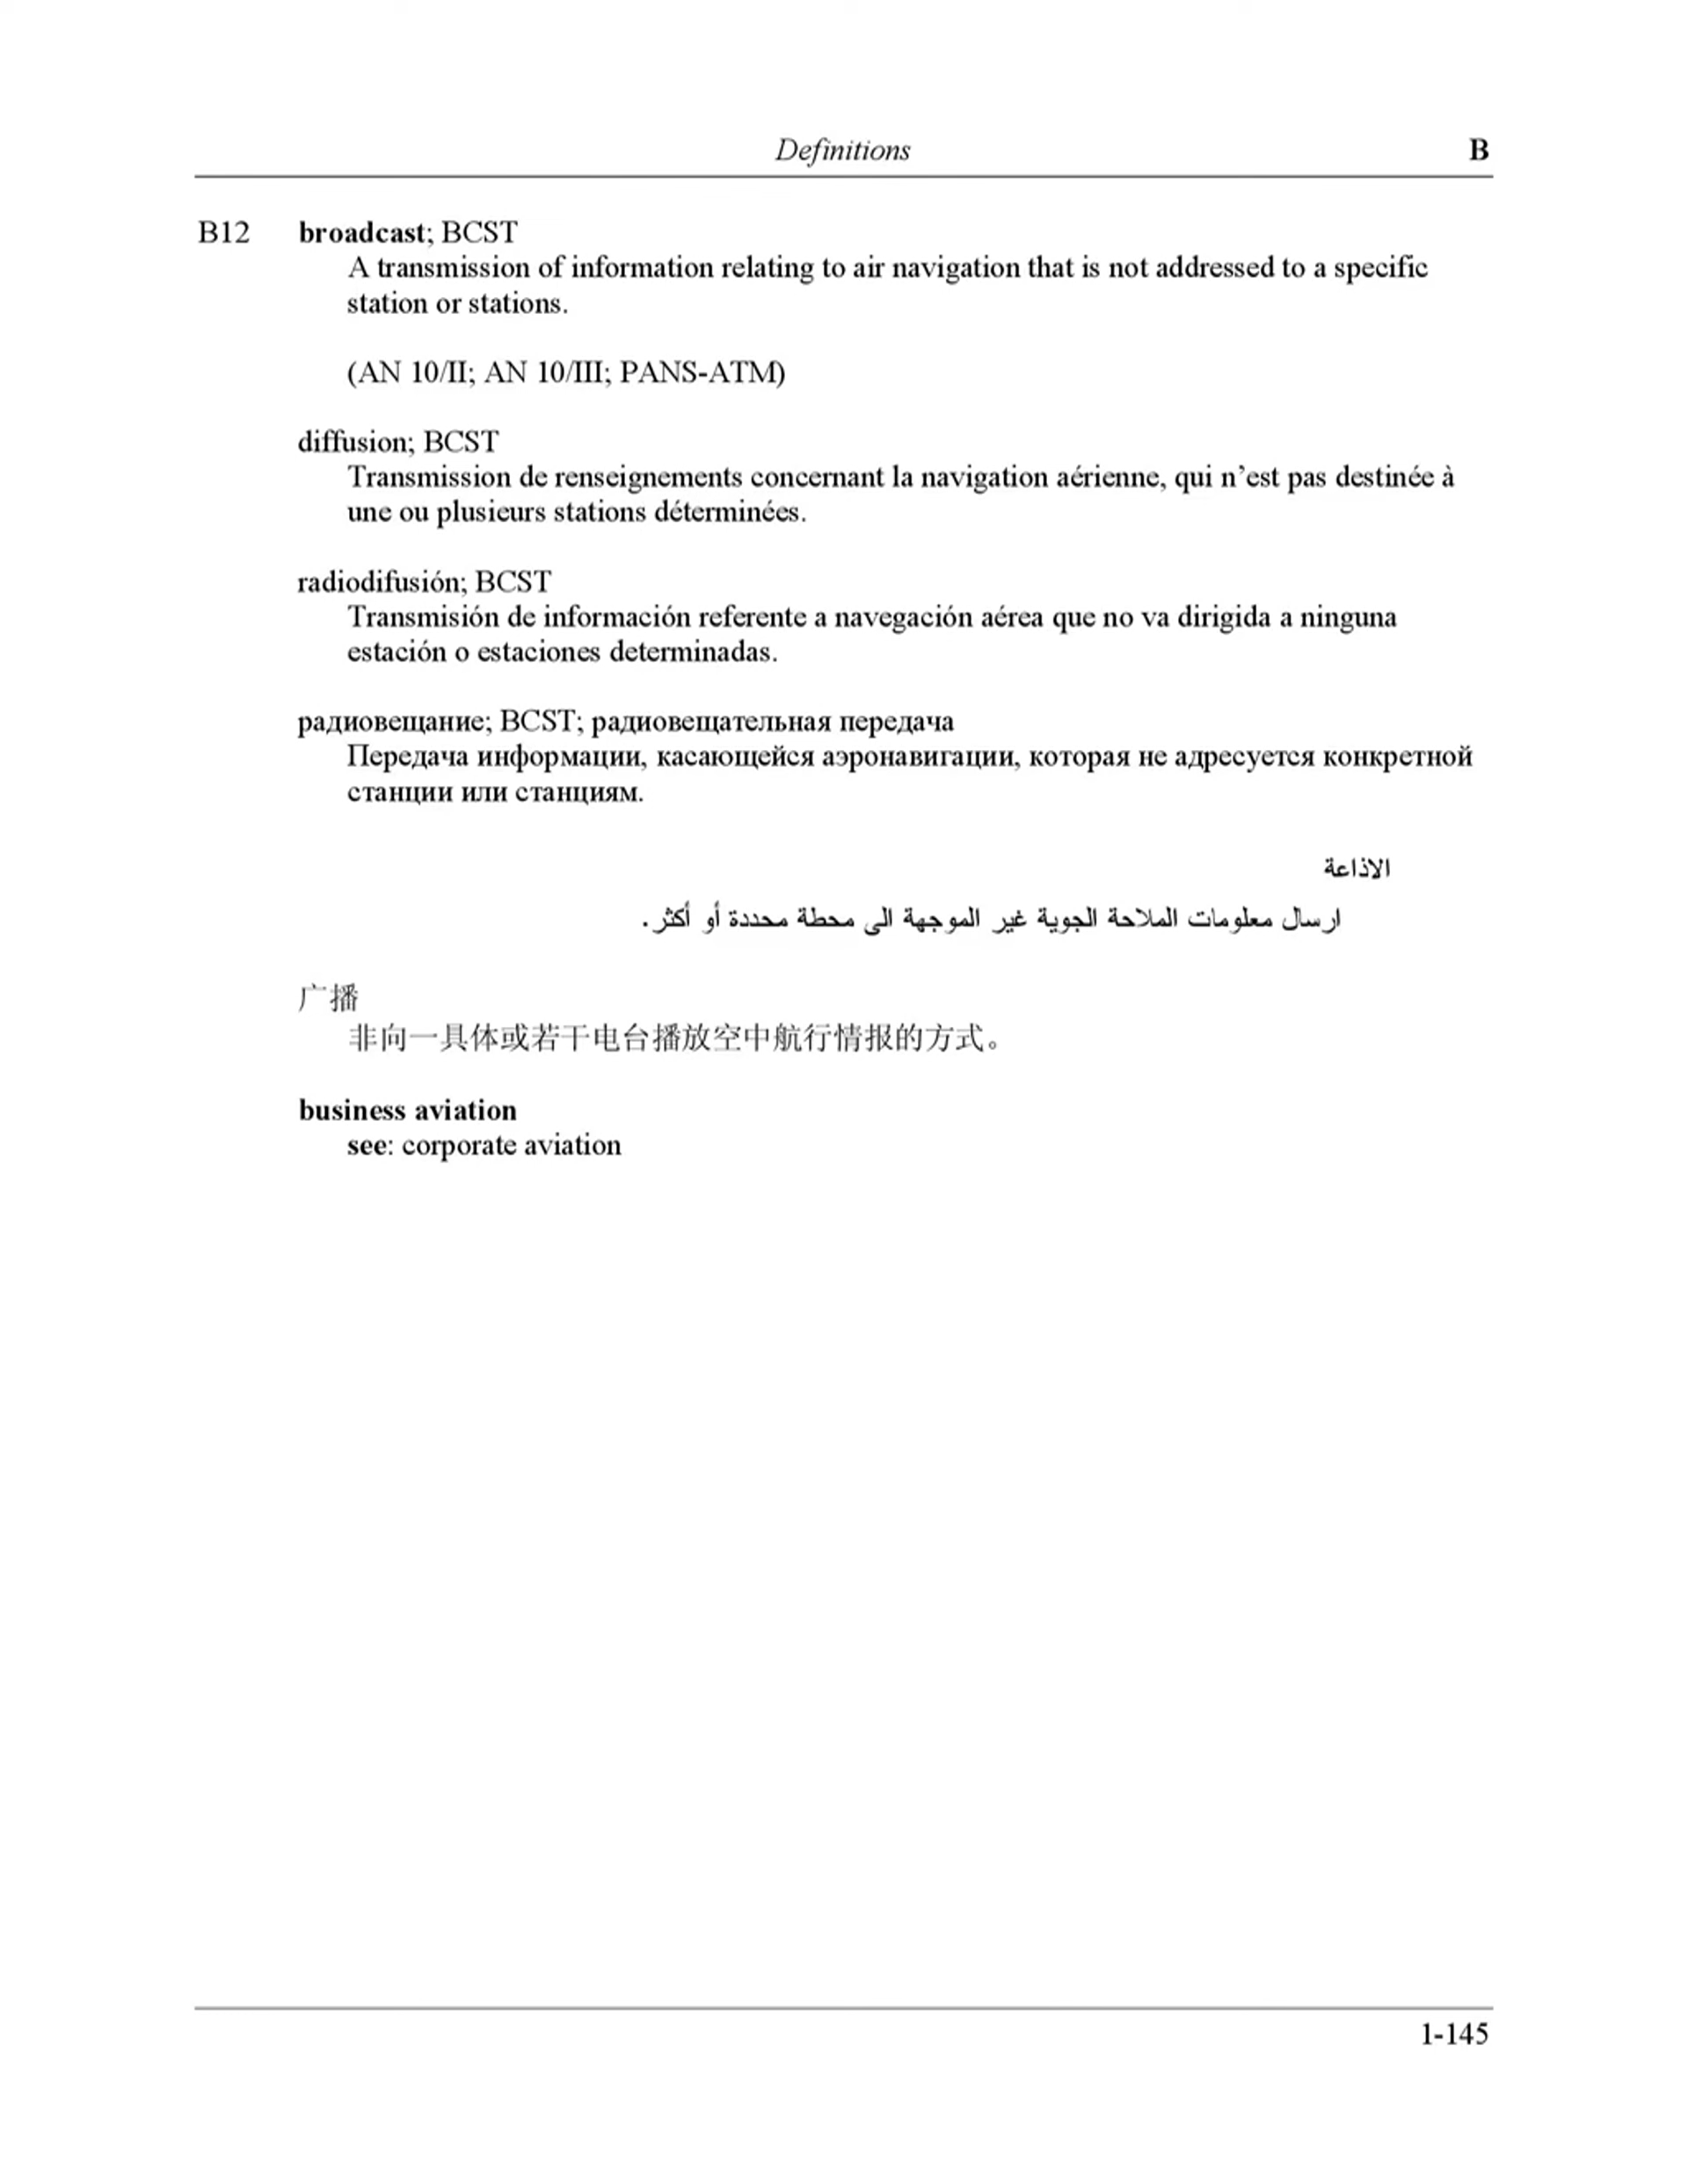 Definitions B
B12 broadcast; BCST
A transmission of information relating to air navigation that is not addressed to a specific
station or stations.
(AN 10/II; AN 10/III; PANS-ATM)
diffusion; BCST
Transmission de renseignements concernant la navigation aérienne, qui n’est pas destinée à
une ou plusieurs stations déterminées.
radiodifusión; BCST
Transmisión de información referente a navegación aérea que no va dirigida a ninguna
estación o estaciones determinadas.
радиовещание; BCST; радиовещательная передача
Передача информации, касающейся аэронавигации, которая не адресуется конкретной
станции или станциям.
الاذاعة
ارسال معلومات الملاحة الجوية غير الموجهة الى محطة محددة أو أكثر.
广播
非向一具体或若干电台播放空中航行情报的方式。
business aviation
see: corporate aviation
1-145